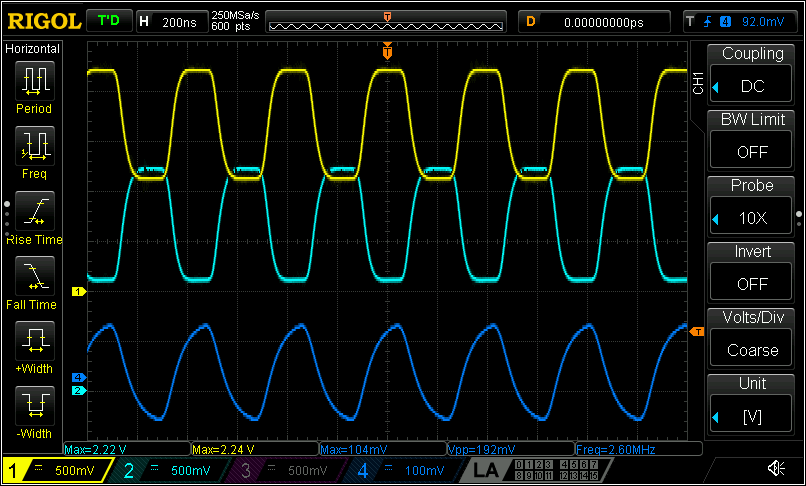 RIGOL T'D H 200ns 250MSa/s 600 pts T D 0.00000000ps T 4 92.0mV
Horizontal
Period
Freq
Rise Time
Fall Time
+Width
-Width
T
1
4
2
T
CH1
Coupling
DC
BW Limit
OFF
Probe
10X
Invert
OFF
Volts/Div
Coarse
Unit
[V]
Max=2.22 V Max=2.24 V Max=104mV Vpp=192mV Freq=2.60MHz
1 500mV 2 500mV 3 500mV 4 100mV LA 0 1 2 3 4 5 6 7
8 9 10 11 12 13 14 15